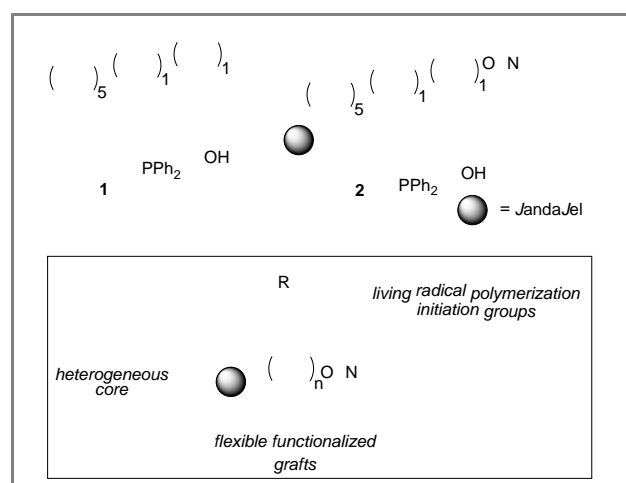 ( )5 ( )1 ( )1
( )5 ( )1 ( )1 O N
PPh2 OH
1
2
PPh2 OH
= JandaJel
R
living radical polymerization
initiation groups
heterogeneous
core
( )n O N
flexible functionalized
grafts